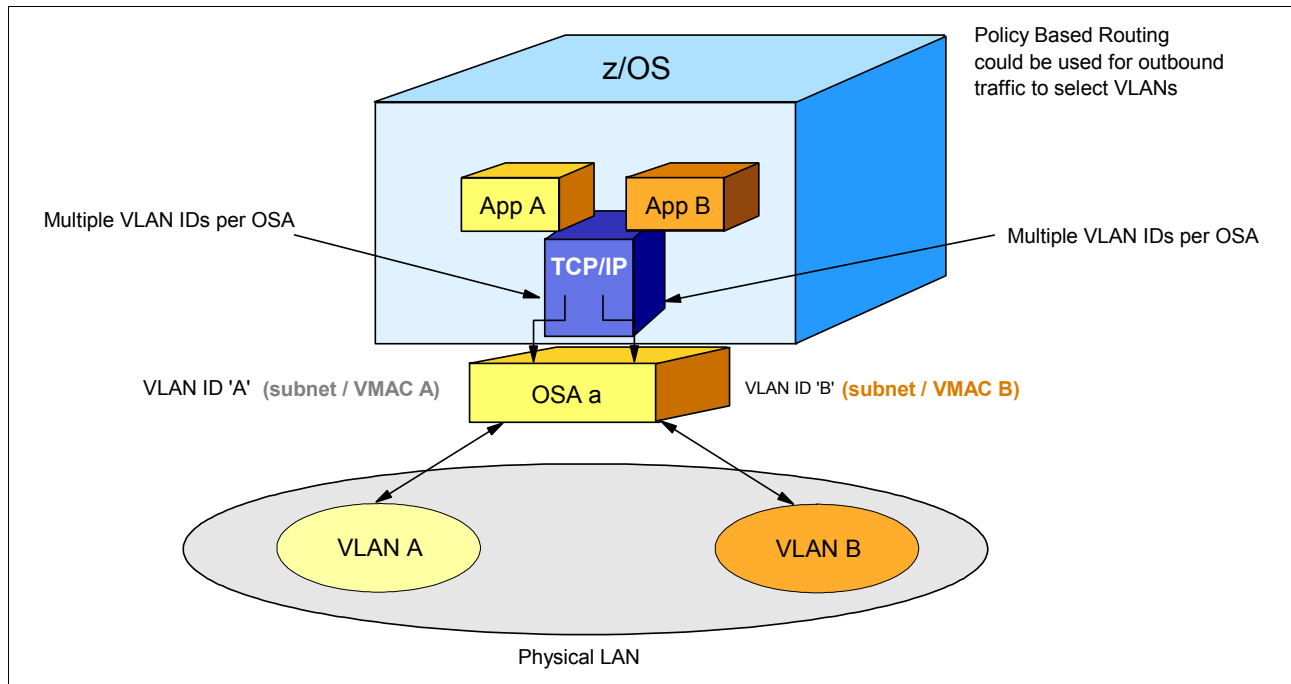 Policy Based Routing
could be used for outbound
traffic to select VLANs
z/OS
App A
App B
Multiple VLAN IDs per OSA
Multiple VLAN IDs per OSA
TCP/IP
VLAN ID 'A' (subnet / VMAC A)
OSA a
VLAN ID 'B' (subnet / VMAC B)
VLAN A
VLAN B
Physical LAN